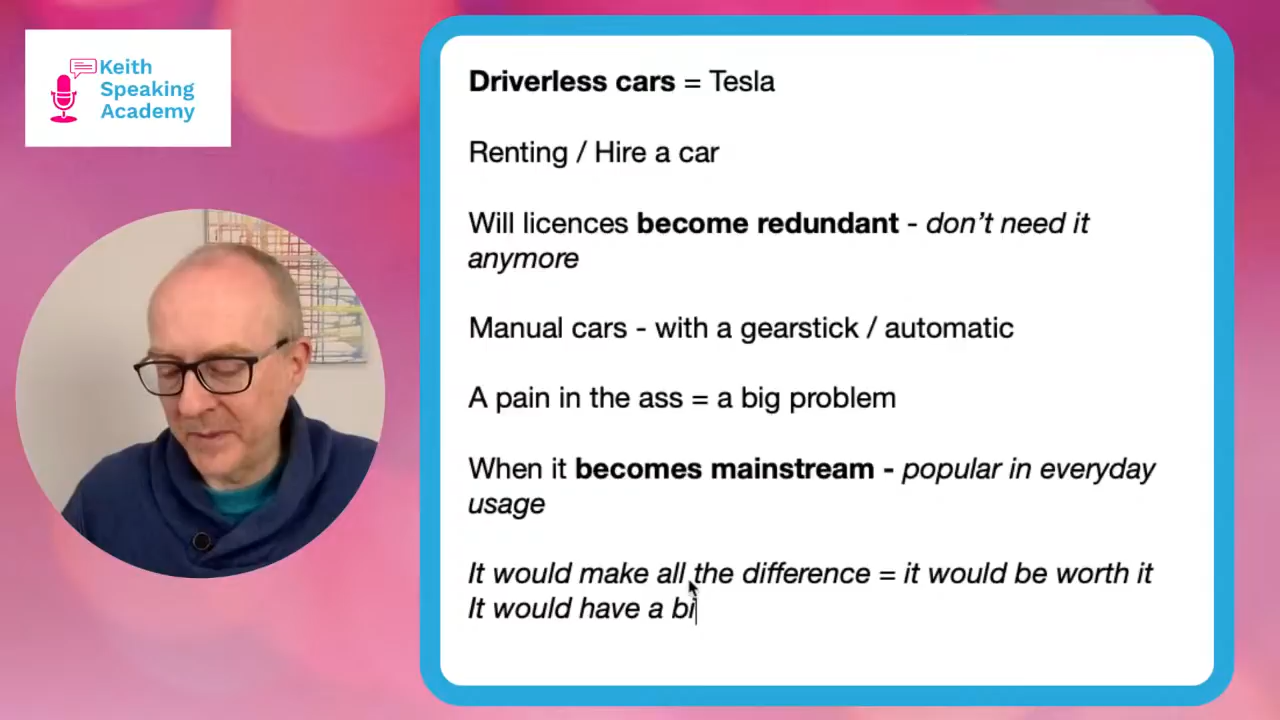 Keith
Speaking
Academy
Driverless cars = Tesla
Renting / Hire a car
Will licences become redundant - don’t need it
anymore
Manual cars - with a gearstick / automatic
A pain in the ass = a big problem
When it becomes mainstream - popular in everyday
usage
It would make all the difference = it would be worth it
It would have a bi